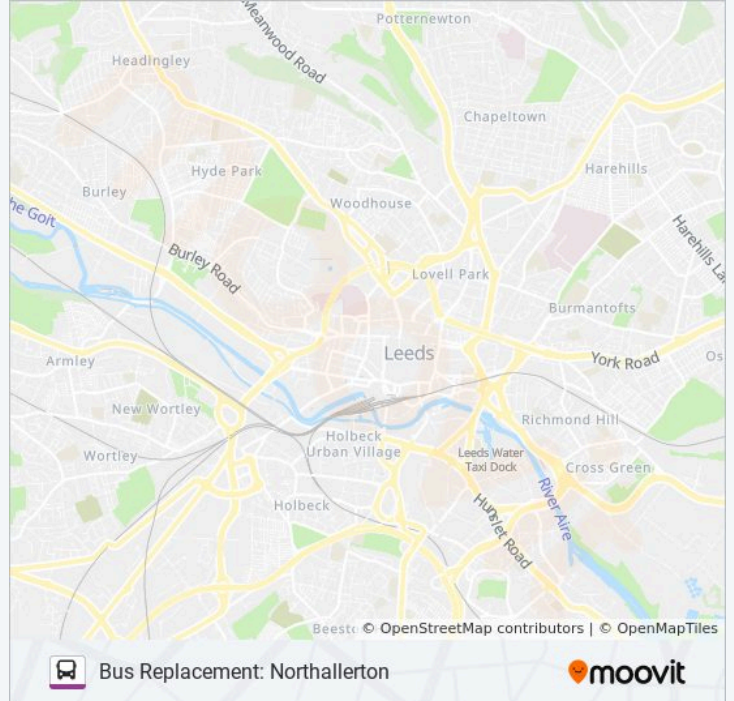 Meanwood Road
Potternewton
Headingley
Chapeltown
Harehills
Hyde Park
Burley
Woodhouse
he Goit
Harehills La
Burley Road
Lovell Park
Burmantofts
Leeds
York Road
Os
Armley
New Wortley
Richmond Hill
Holbeck
Urban Village
Wortley
Leeds Water
Taxi Dock
Cross Green
River Aire
Holbeck
Hunslet Road
Beesto
© OpenStreetMap contributors | © OpenMapTiles
Bus Replacement: Northallerton
moovit